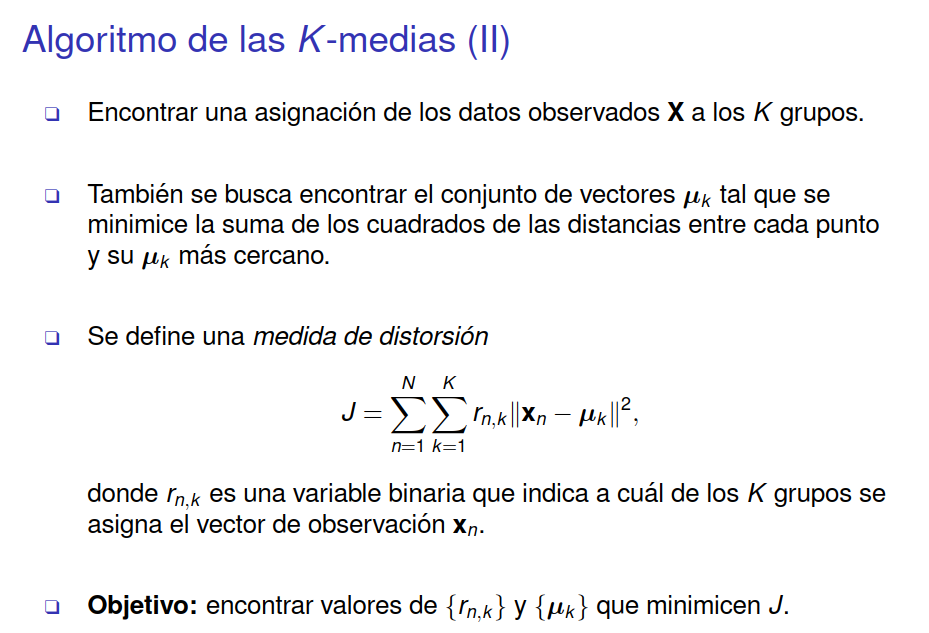 Algoritmo de las K-medias (II)
❑ Encontrar una asignación de los datos observados X a los K grupos.
❑ También se busca encontrar el conjunto de vectores μ_k tal que se
minimice la suma de los cuadrados de las distancias entre cada punto
y su μ_k más cercano.
❑ Se define una medida de distorsión
J = ∑_{n=1}^{N} ∑_{k=1}^{K} r_{n,k} ‖x_n − μ_k‖²,
donde r_{n,k} es una variable binaria que indica a cuál de los K grupos se
asigna el vector de observación x_n.
❑ Objetivo: encontrar valores de {r_{n,k}} y {μ_k} que minimicen J.